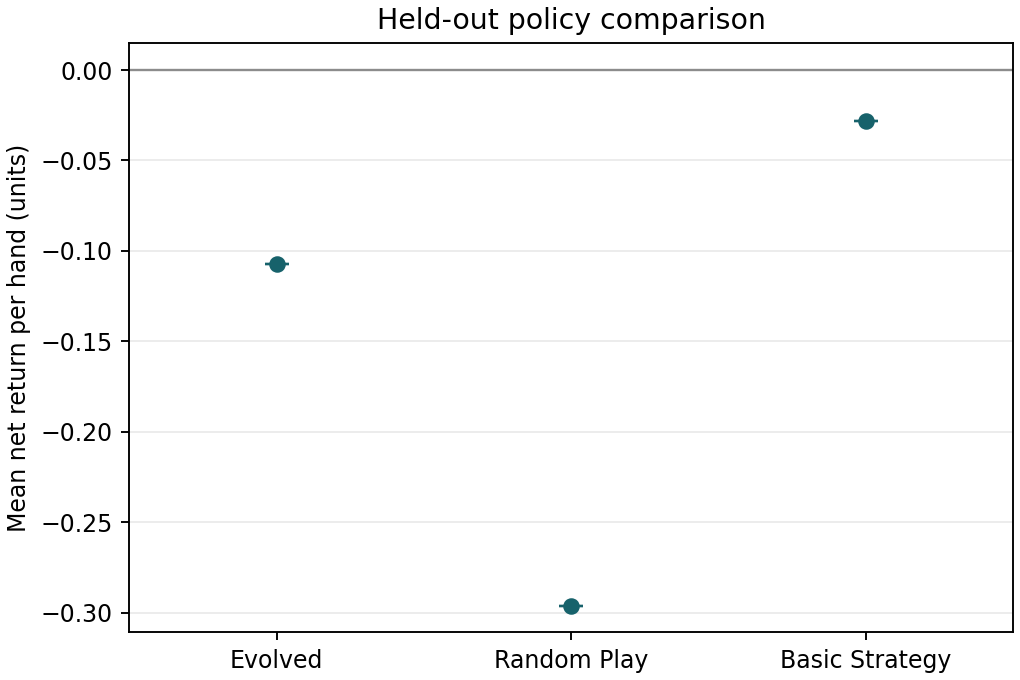 Held-out policy comparison
Mean net return per hand (units)
0.00
−0.05
−0.10
−0.15
−0.20
−0.25
−0.30
Evolved
Random Play
Basic Strategy